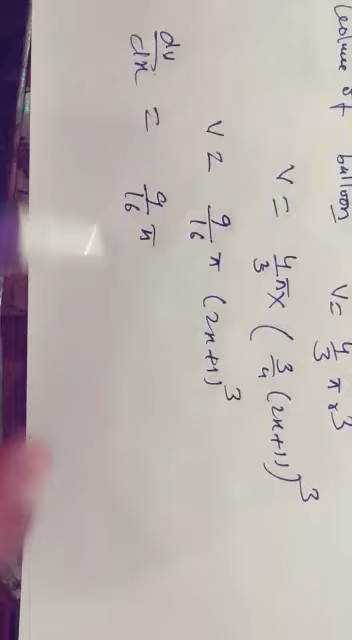 of balloon V = 4/3 π r³
V = 4/3 π × ( 3/4 (2x+1))³
V = 9/16 π (2x+1)³
dv/dx = 9/16 π